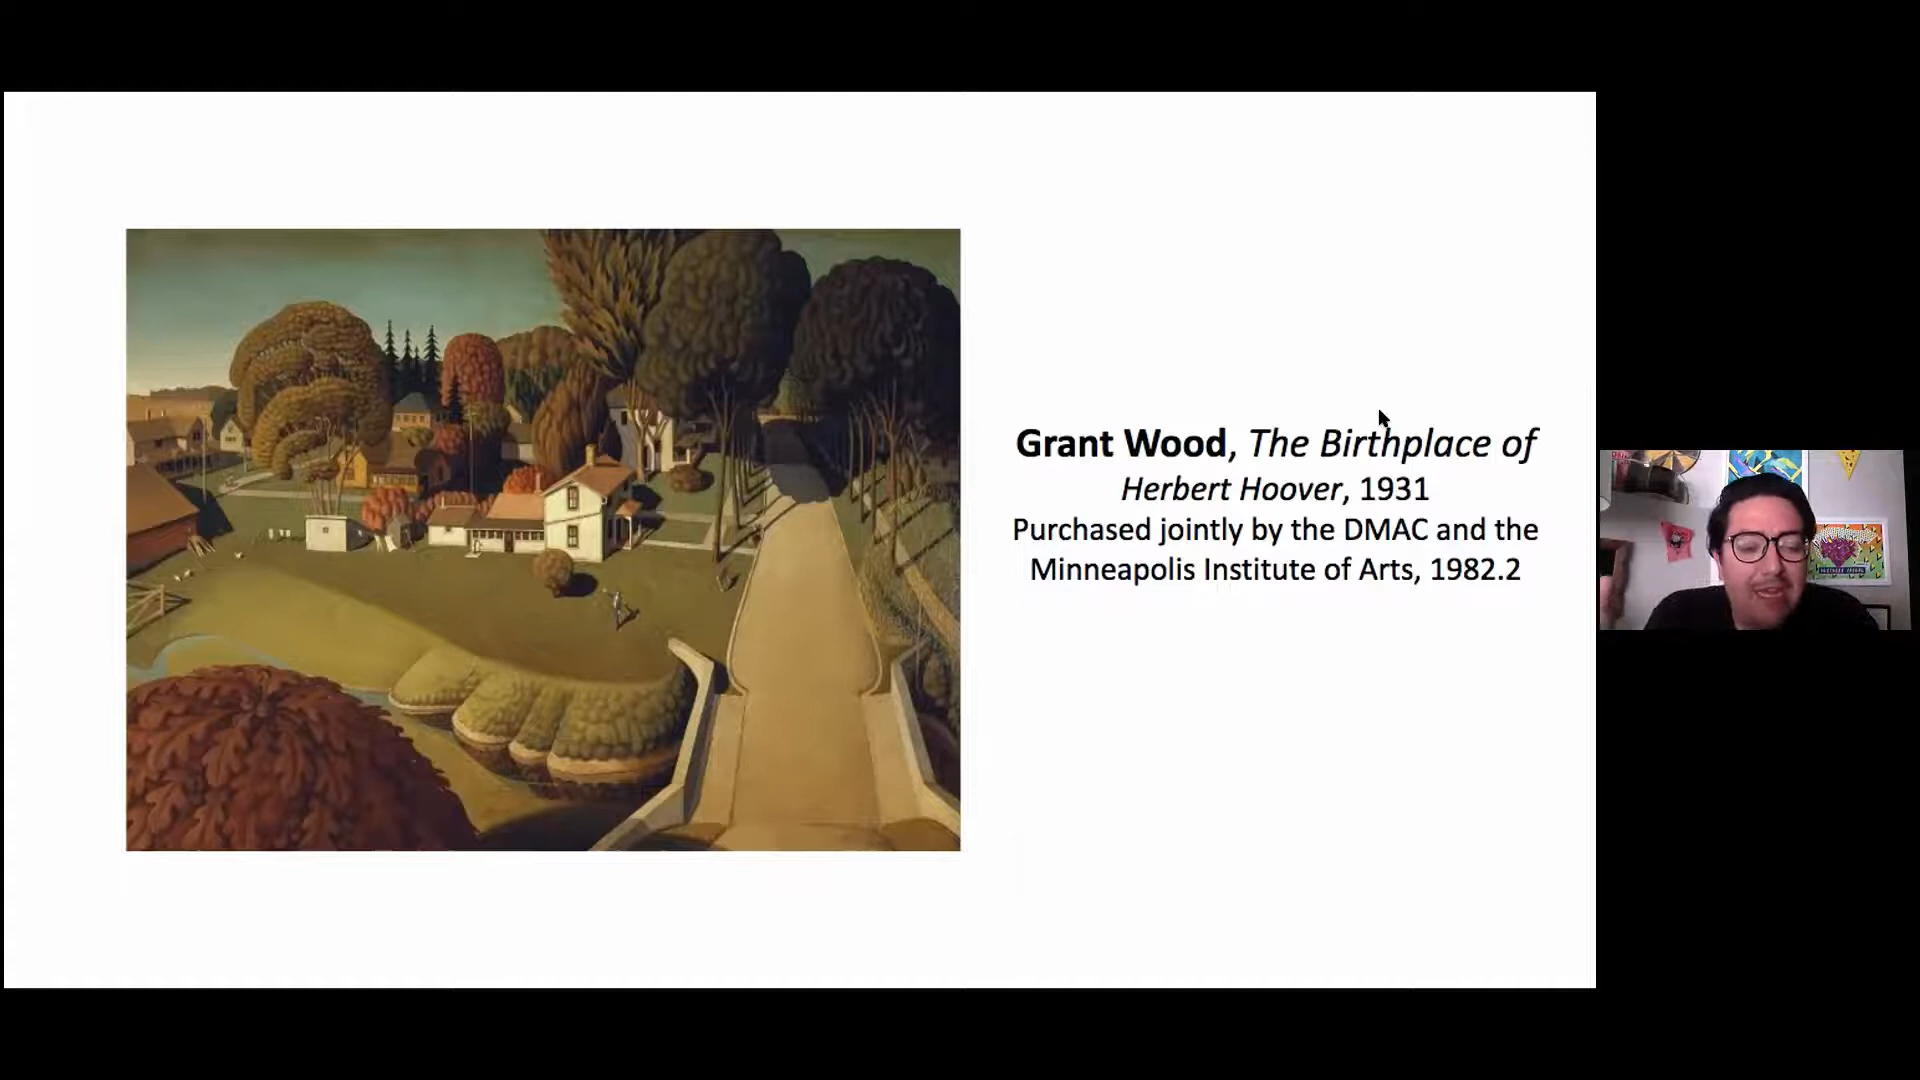 Grant Wood, The Birthplace of
Herbert Hoover, 1931
Purchased jointly by the DMAC and the
Minneapolis Institute of Arts, 1982.2